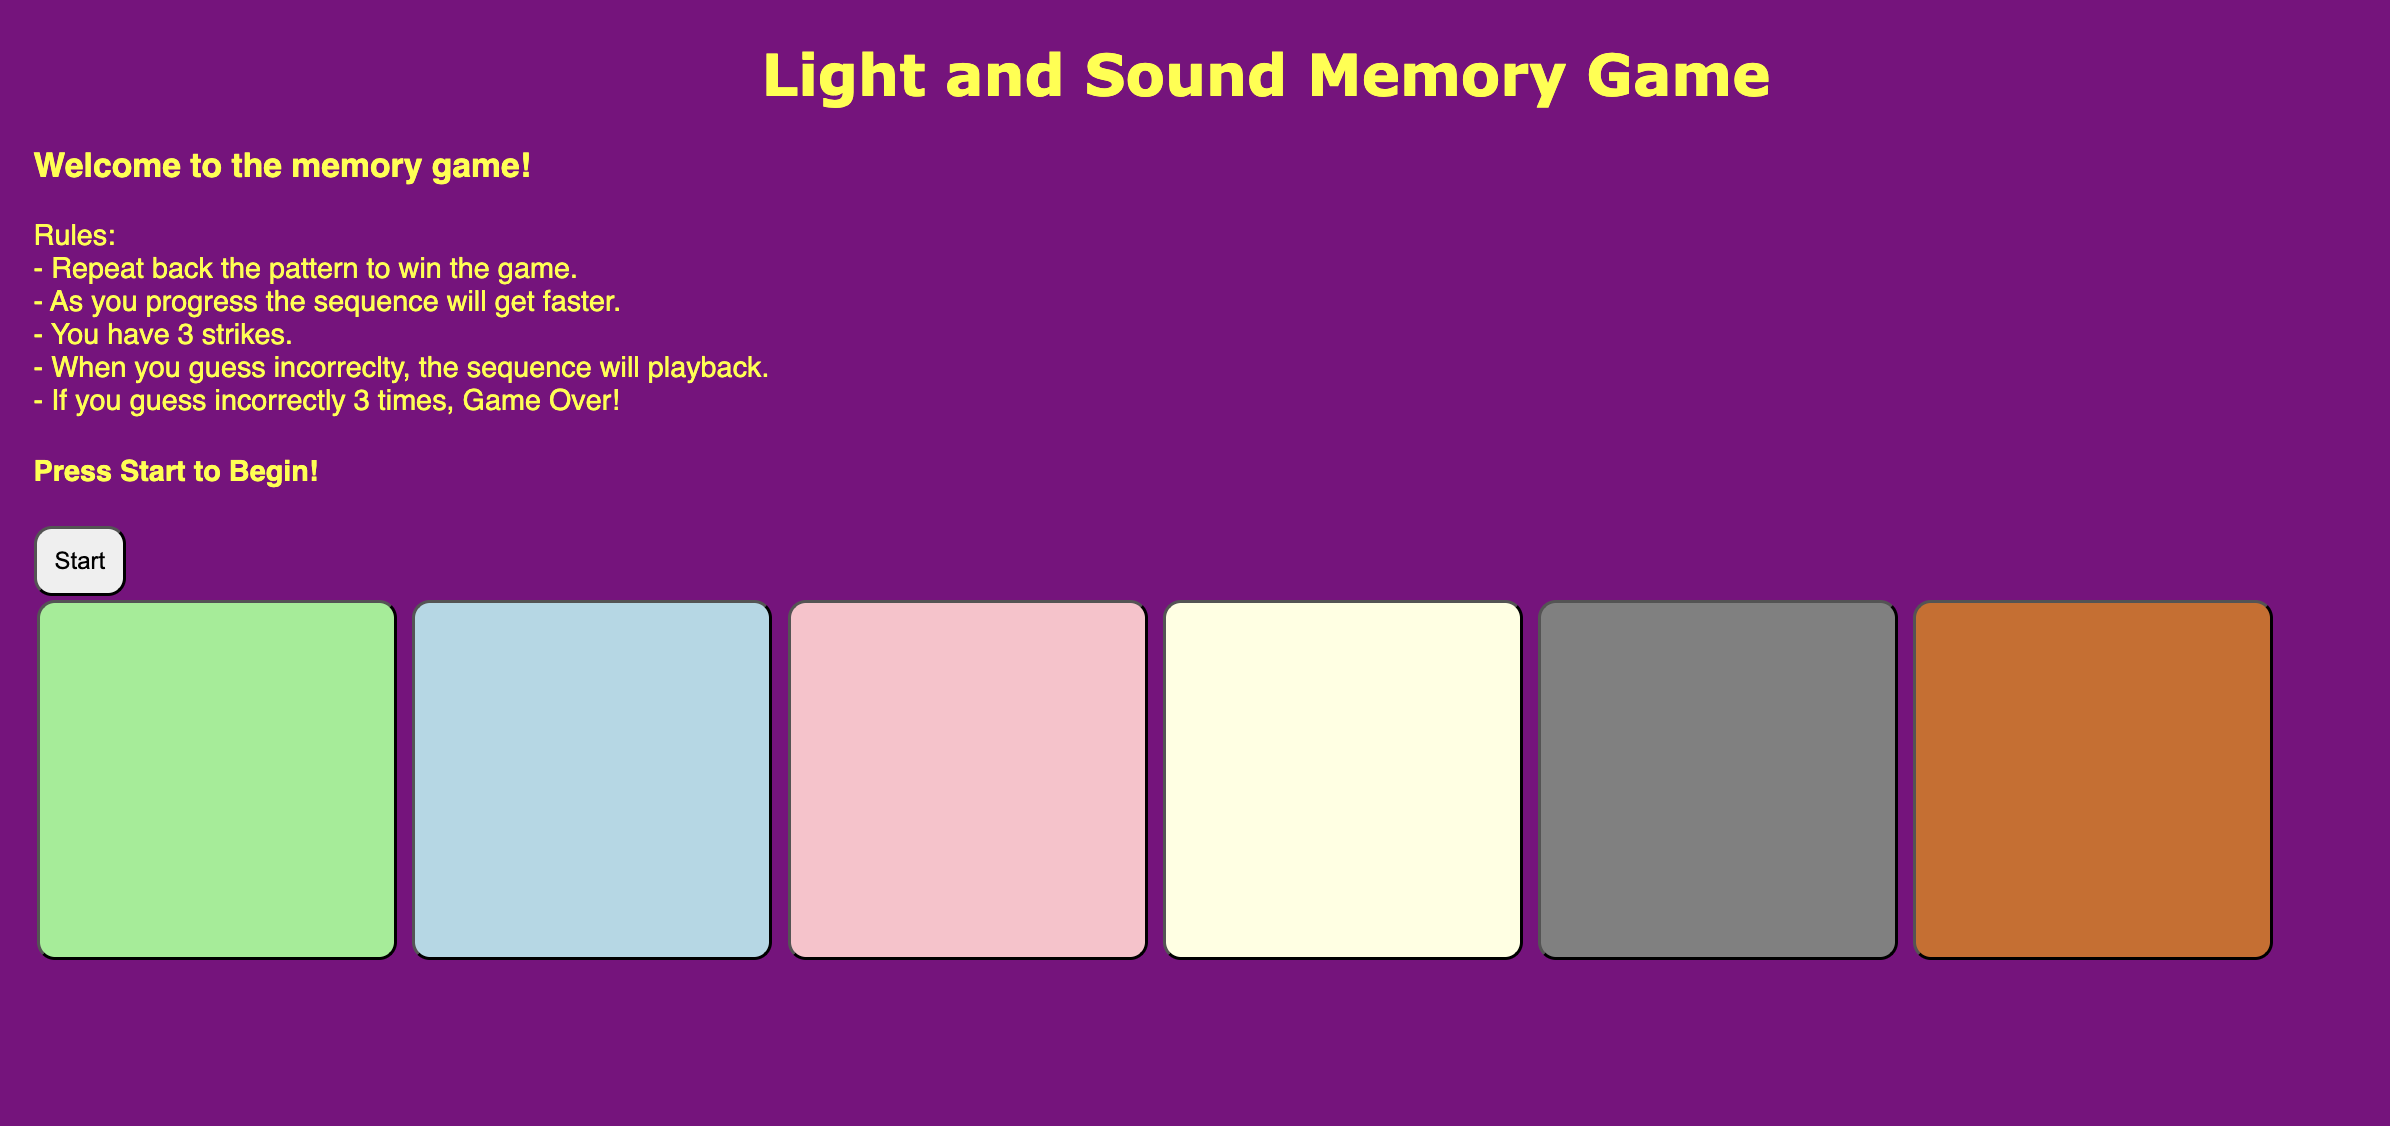 Light and Sound Memory Game
Welcome to the memory game!
Rules:
- Repeat back the pattern to win the game.
- As you progress the sequence will get faster.
- You have 3 strikes.
- When you guess incorreclty, the sequence will playback.
- If you guess incorrectly 3 times, Game Over!
Press Start to Begin!
Start